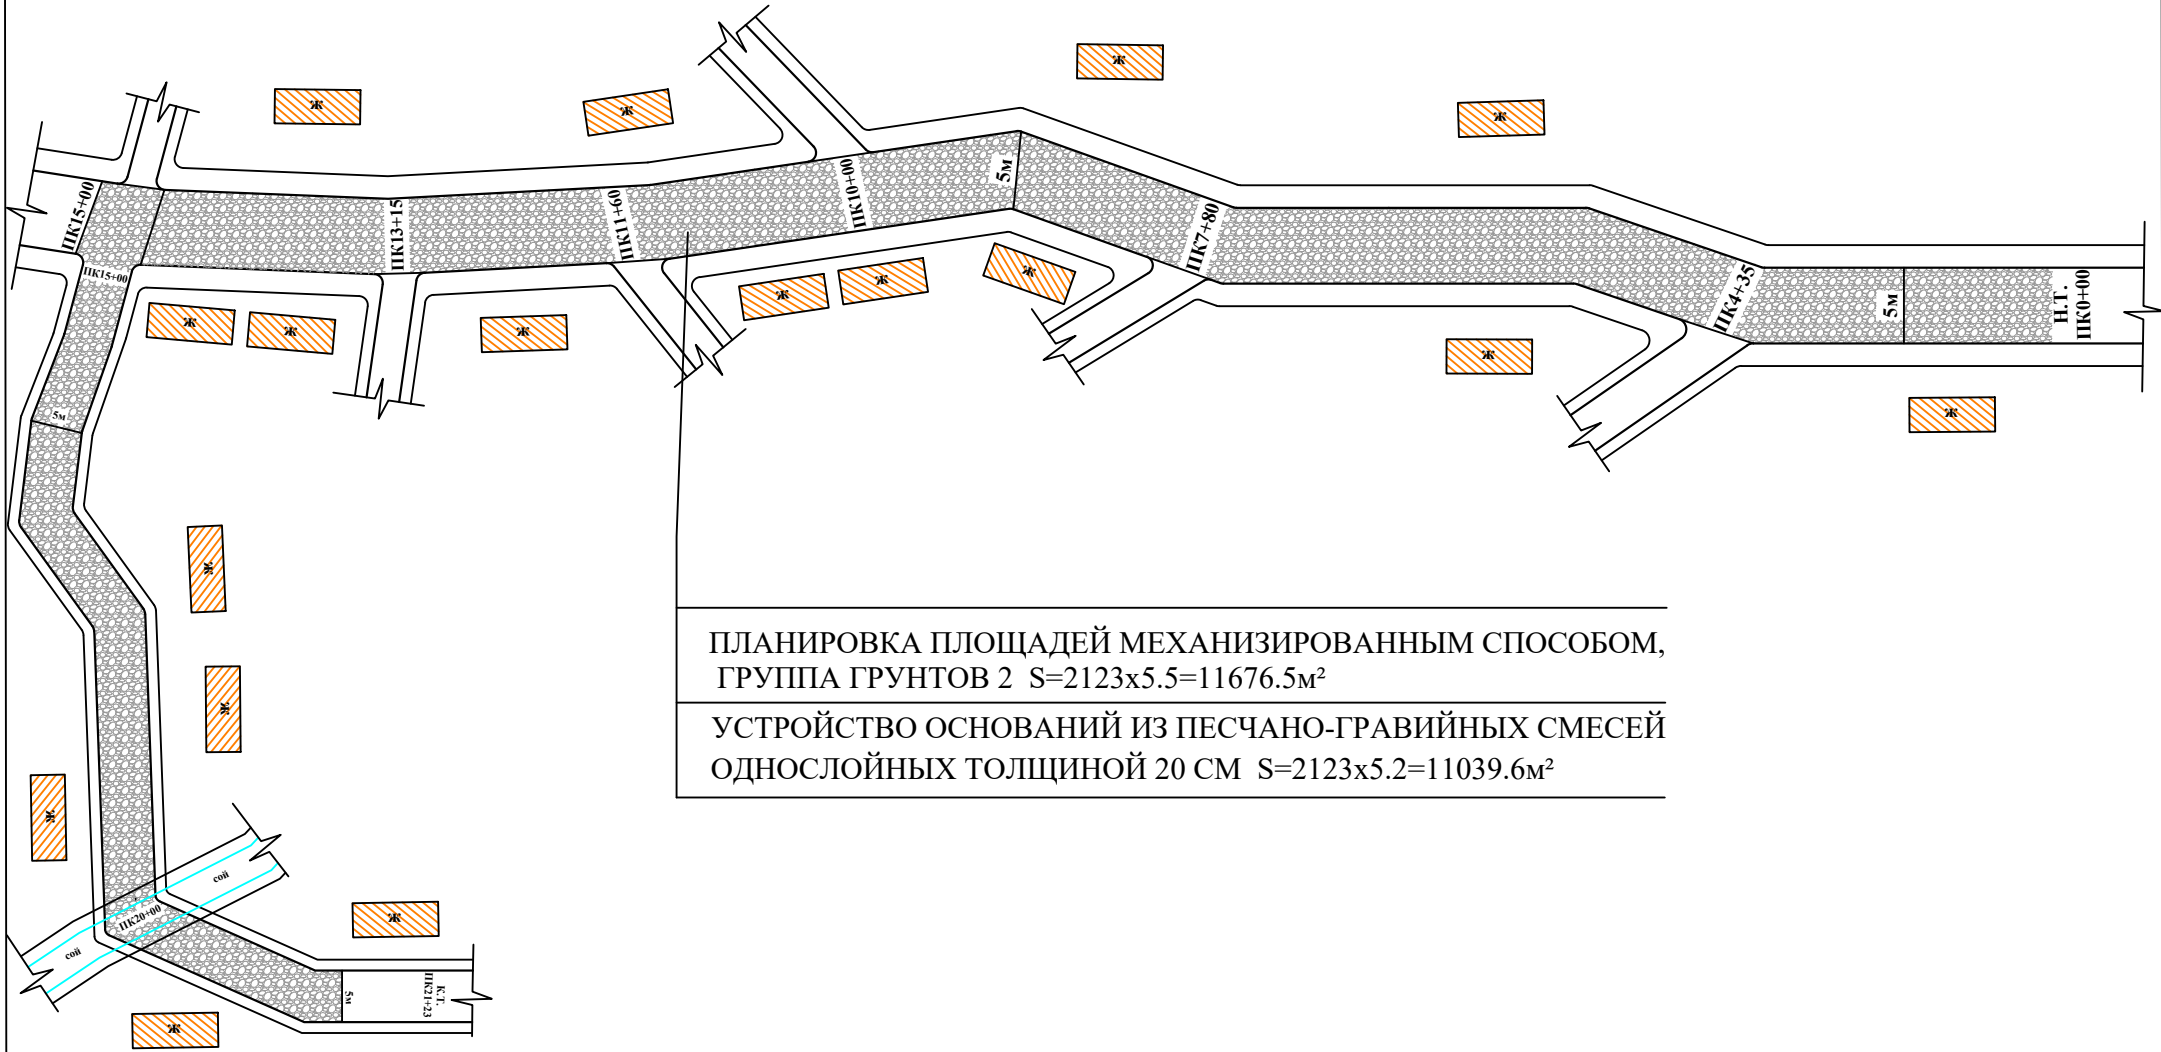 Ж
Ж
Ж
Ж
Ж
ПК15+00
ПК13+15
ПК11+69
ПК10+00
5м
ПК7+80
ПК4+35
5м
Н.Т.
ПК0+00
ПК15+00
Ж
Ж
Ж
Ж
Ж
Ж
Ж
Ж
5м
Ж
Ж
Ж
ПЛАНИРОВКА ПЛОЩАДЕЙ МЕХАНИЗИРОВАННЫМ СПОСОБОМ,
ГРУППА ГРУНТОВ 2 S=2123x5.5=11676.5м²
УСТРОЙСТВО ОСНОВАНИЙ ИЗ ПЕСЧАНО-ГРАВИЙНЫХ СМЕСЕЙ
ОДНОСЛОЙНЫХ ТОЛЩИНОЙ 20 СМ S=2123x5.2=11039.6м²
сой
ПК20+00
сой
Ж
5м
К.Т.
ПК21+23
Ж